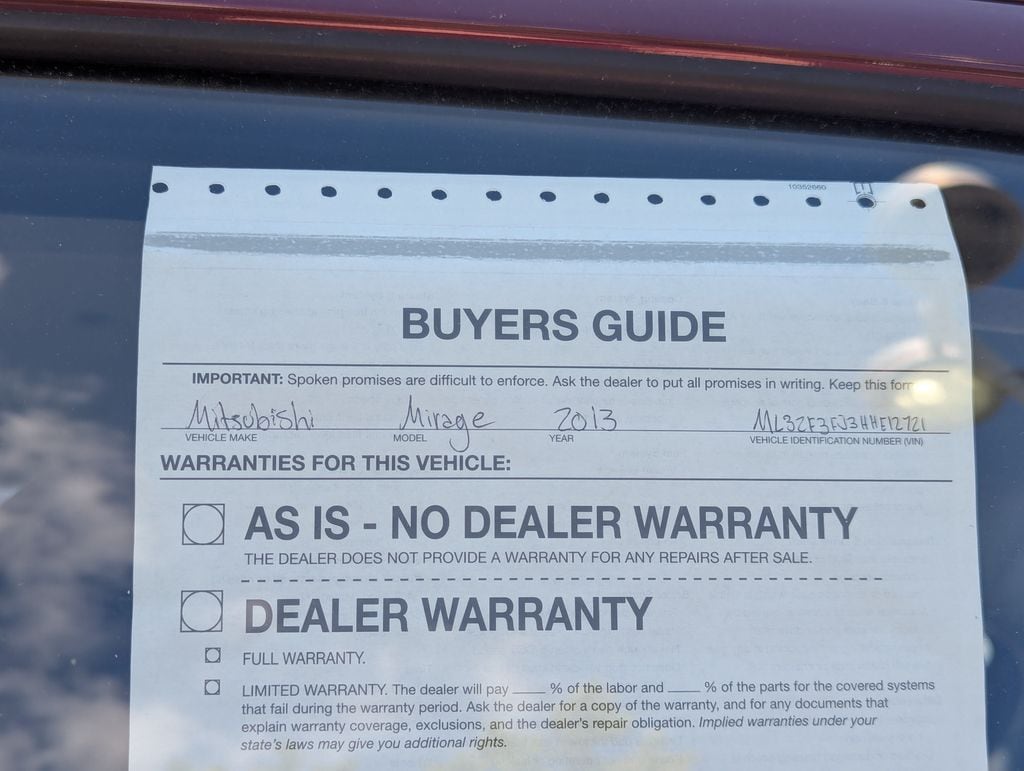 10352660
BUYERS GUIDE
IMPORTANT: Spoken promises are difficult to enforce. Ask the dealer to put all promises in writing. Keep this form
Mitsubishi Mirage 2013
VEHICLE MAKE MODEL YEAR VEHICLE IDENTIFICATION NUMBER (VIN)
WARRANTIES FOR THIS VEHICLE:
AS IS - NO DEALER WARRANTY
THE DEALER DOES NOT PROVIDE A WARRANTY FOR ANY REPAIRS AFTER SALE.
DEALER WARRANTY
FULL WARRANTY.
LIMITED WARRANTY. The dealer will pay ____ % of the labor and ____ % of the parts for the covered systems
that fail during the warranty period. Ask the dealer for a copy of the warranty, and for any documents that
explain warranty coverage, exclusions, and the dealer's repair obligation. Implied warranties under your
state's laws may give you additional rights.